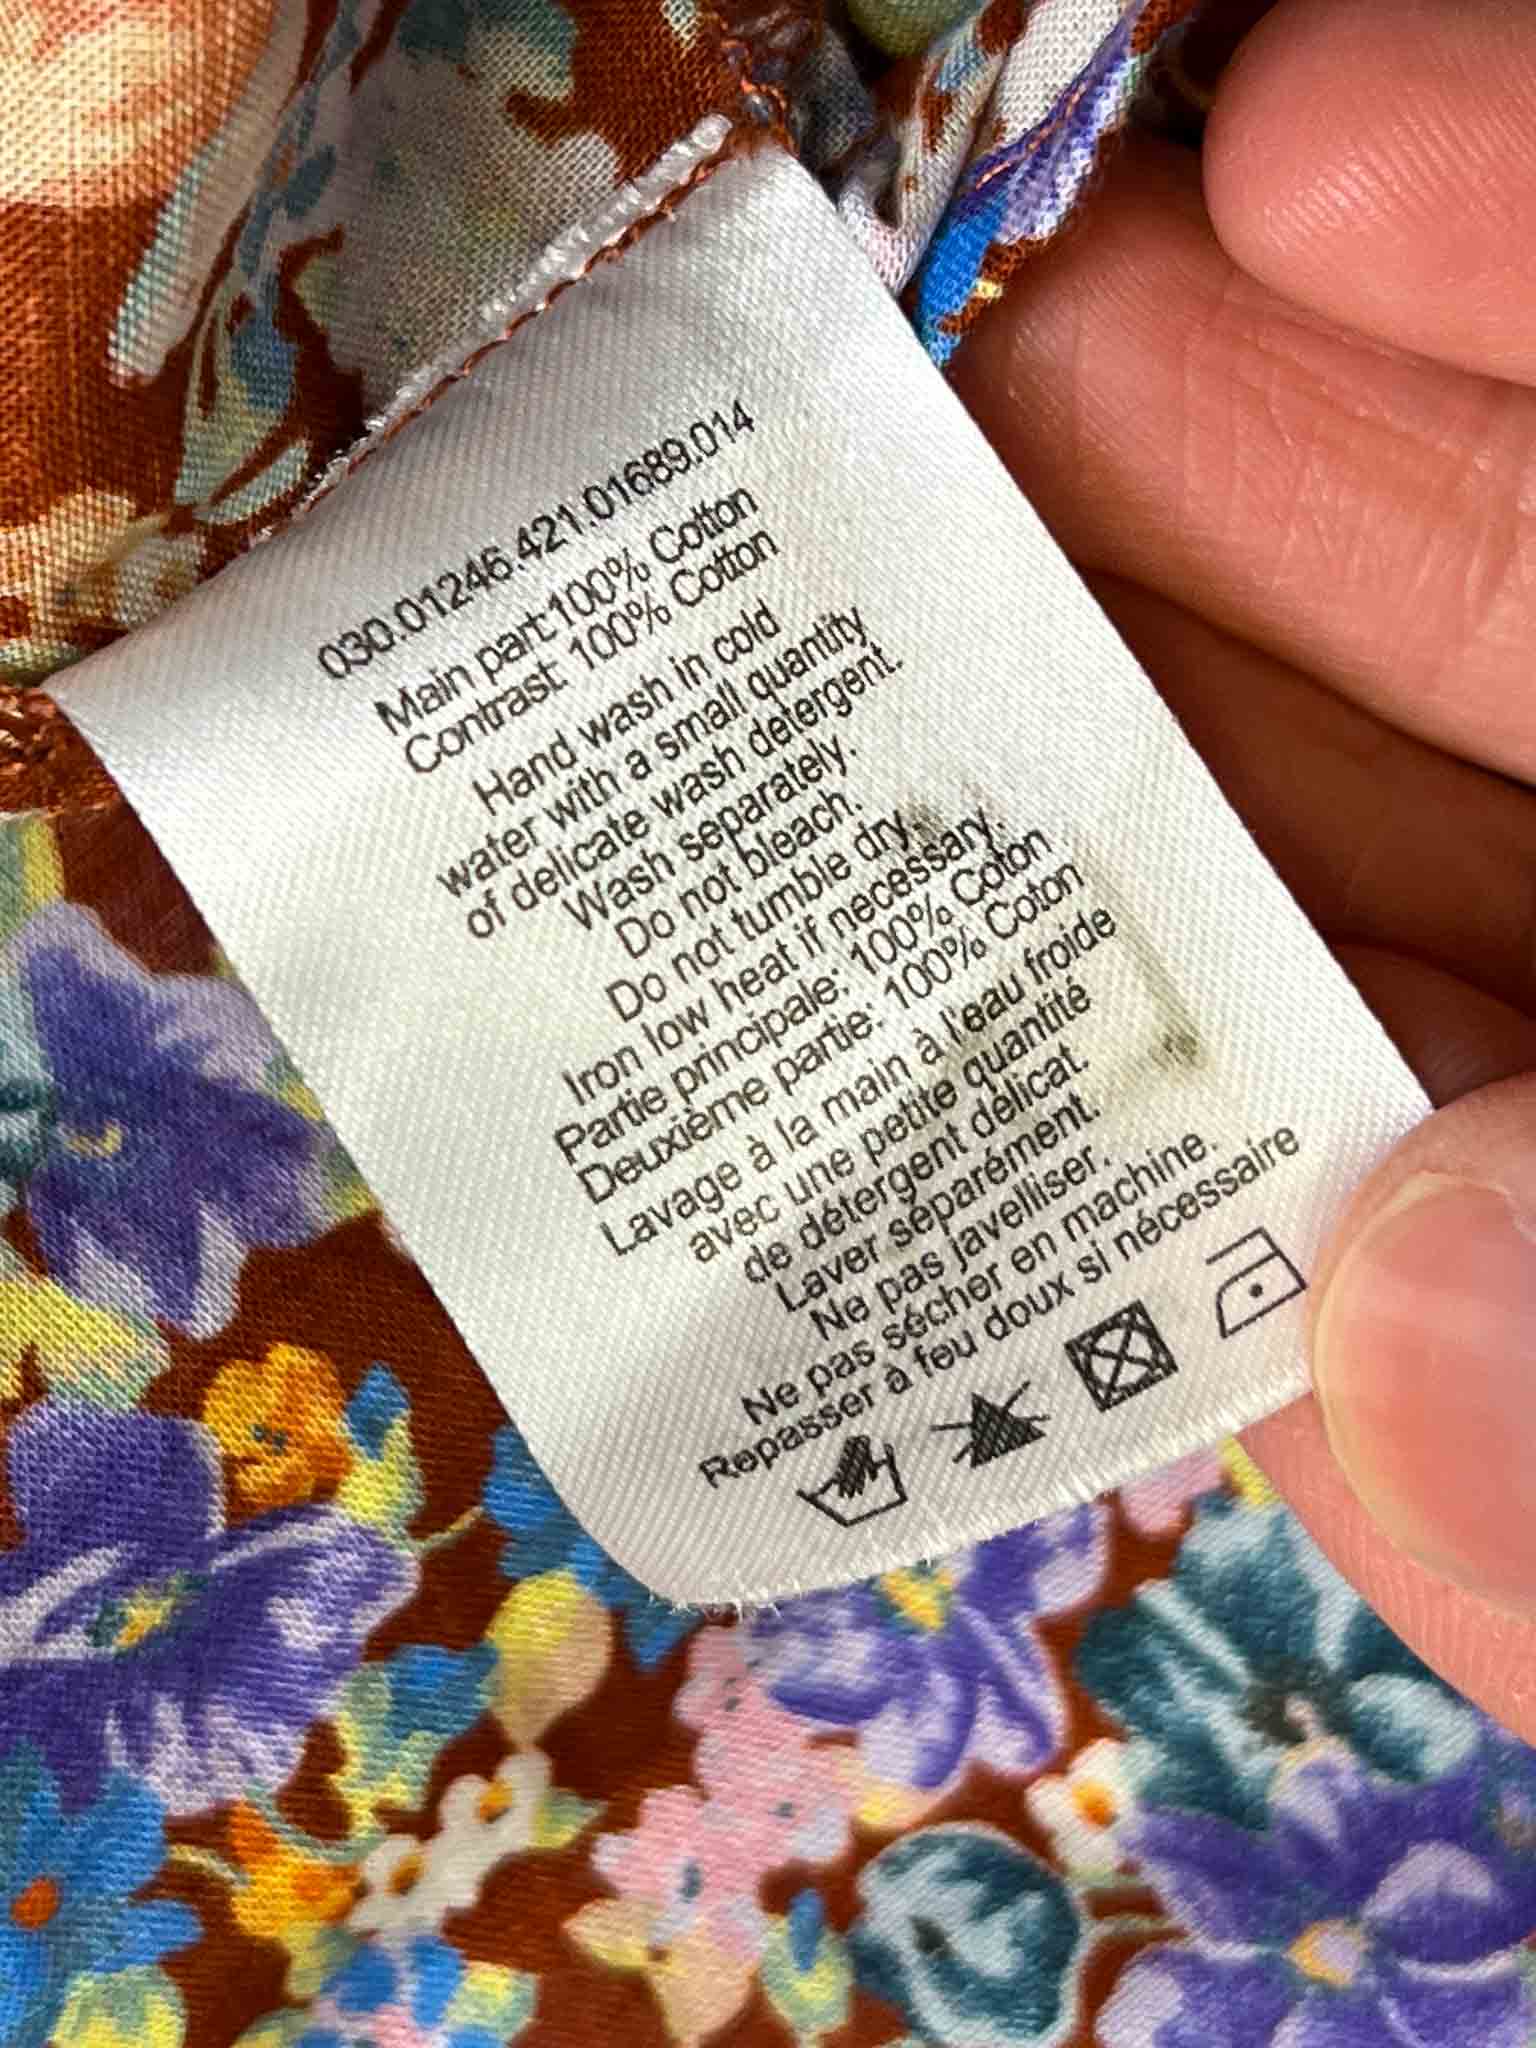 030.01246.421.01689.014
Main part:100% Cotton
Contrast: 100% Cotton
Hand wash in cold
water with a small quantity
of delicate wash detergent.
Wash separately.
Do not bleach.
Do not tumble dry.
Iron low heat if necessary.
Partie principale: 100% Coton
Deuxième partie: 100% Coton
Lavage à la main à l'eau froide
avec une petite quantité
de détergent délicat.
Laver séparément.
Ne pas javelliser.
Ne pas sécher en machine.
Repasser à feu doux si nécessaire